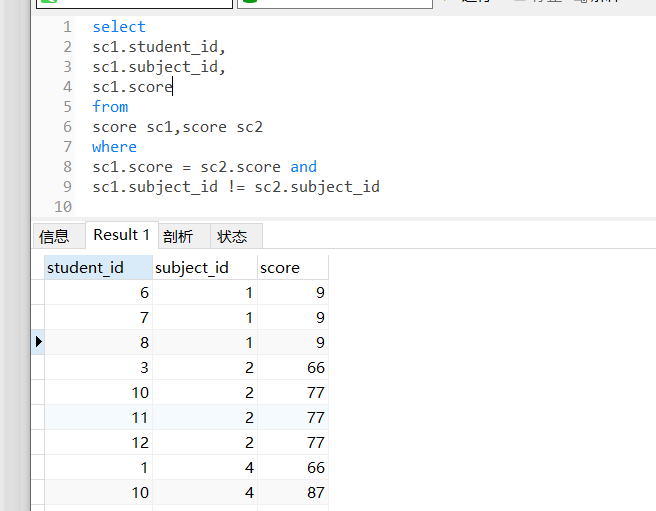 1 select
2 sc1.student_id,
3 sc1.subject_id,
4 sc1.score
5 from
6 score sc1,score sc2
7 where
8 sc1.score = sc2.score and
9 sc1.subject_id != sc2.subject_id
10
信息 Result 1 剖析 状态
student_id subject_id score
6 1 9
7 1 9
8 1 9
3 2 66
10 2 77
11 2 77
12 2 77
1 4 66
10 4 87